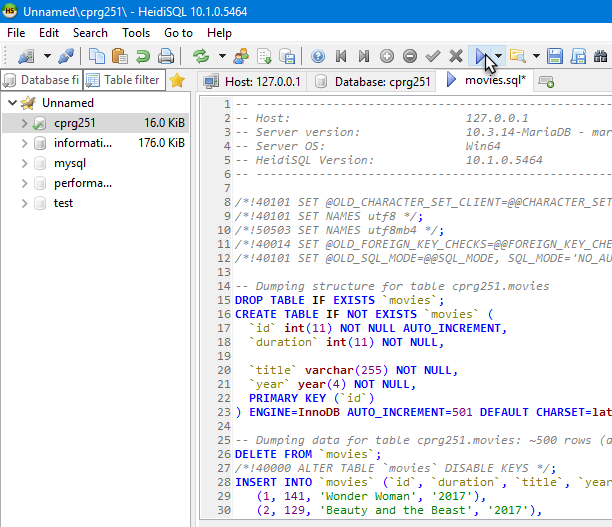 Unnamed\cprg251\ - HeidiSQL 10.1.0.5464
File Edit Search Tools Go to Help
Database fi Table filter Host: 127.0.0.1 Database: cprg251 movies.sql*
Unnamed
cprg251 16.0 KiB
informati... 176.0 KiB
mysql
performa...
test
1 -- --------------------------------------------------------
2 -- Host: 127.0.0.1
3 -- Server version: 10.3.14-MariaDB - mar
4 -- Server OS: Win64
5 -- HeidiSQL Version: 10.1.0.5464
6 -- --------------------------------------------------------
7
8 /*!40101 SET @OLD_CHARACTER_SET_CLIENT=@@CHARACTER_SET
9 /*!40101 SET NAMES utf8 */;
10 /*!50503 SET NAMES utf8mb4 */;
11 /*!40014 SET @OLD_FOREIGN_KEY_CHECKS=@@FOREIGN_KEY_CHE
12 /*!40101 SET @OLD_SQL_MODE=@@SQL_MODE, SQL_MODE='NO_AU
13
14 -- Dumping structure for table cprg251.movies
15 DROP TABLE IF EXISTS `movies`;
16 CREATE TABLE IF NOT EXISTS `movies` (
17 `id` int(11) NOT NULL AUTO_INCREMENT,
18 `duration` int(11) NOT NULL,
19
20 `title` varchar(255) NOT NULL,
21 `year` year(4) NOT NULL,
22 PRIMARY KEY (`id`)
23 ) ENGINE=InnoDB AUTO_INCREMENT=501 DEFAULT CHARSET=lat
24
25 -- Dumping data for table cprg251.movies: ~500 rows (a
26 DELETE FROM `movies`;
27 /*!40000 ALTER TABLE `movies` DISABLE KEYS */;
28 INSERT INTO `movies` (`id`, `duration`, `title`, `year
29 (1, 141, 'Wonder Woman', '2017'),
30 (2, 129, 'Beauty and the Beast', '2017'),